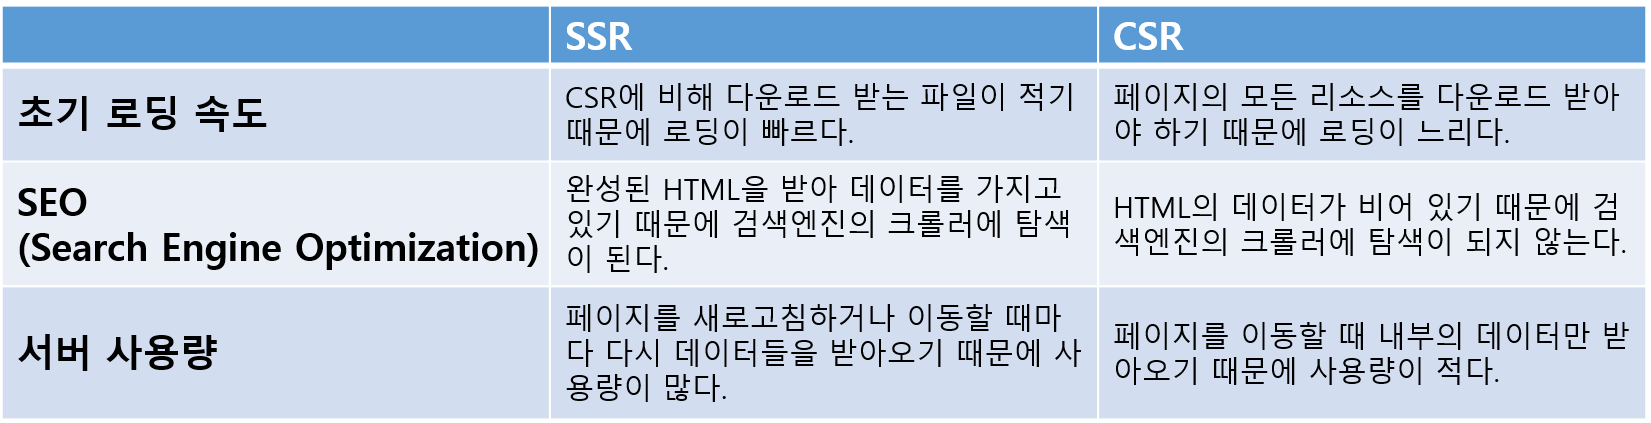 SSR
CSR
초기 로딩 속도
CSR에 비해 다운로드 받는 파일이 적기
때문에 로딩이 빠르다.
페이지의 모든 리소스를 다운로드 받아
야 하기 때문에 로딩이 느리다.
SEO
(Search Engine Optimization)
완성된 HTML을 받아 데이터를 가지고
있기 때문에 검색엔진의 크롤러에 탐색
이 된다.
HTML의 데이터가 비어 있기 때문에 검
색엔진의 크롤러에 탐색이 되지 않는다.
서버 사용량
페이지를 새로고침하거나 이동할 때마
다 다시 데이터들을 받아오기 때문에 사
용량이 많다.
페이지를 이동할 때 내부의 데이터만 받
아오기 때문에 사용량이 적다.